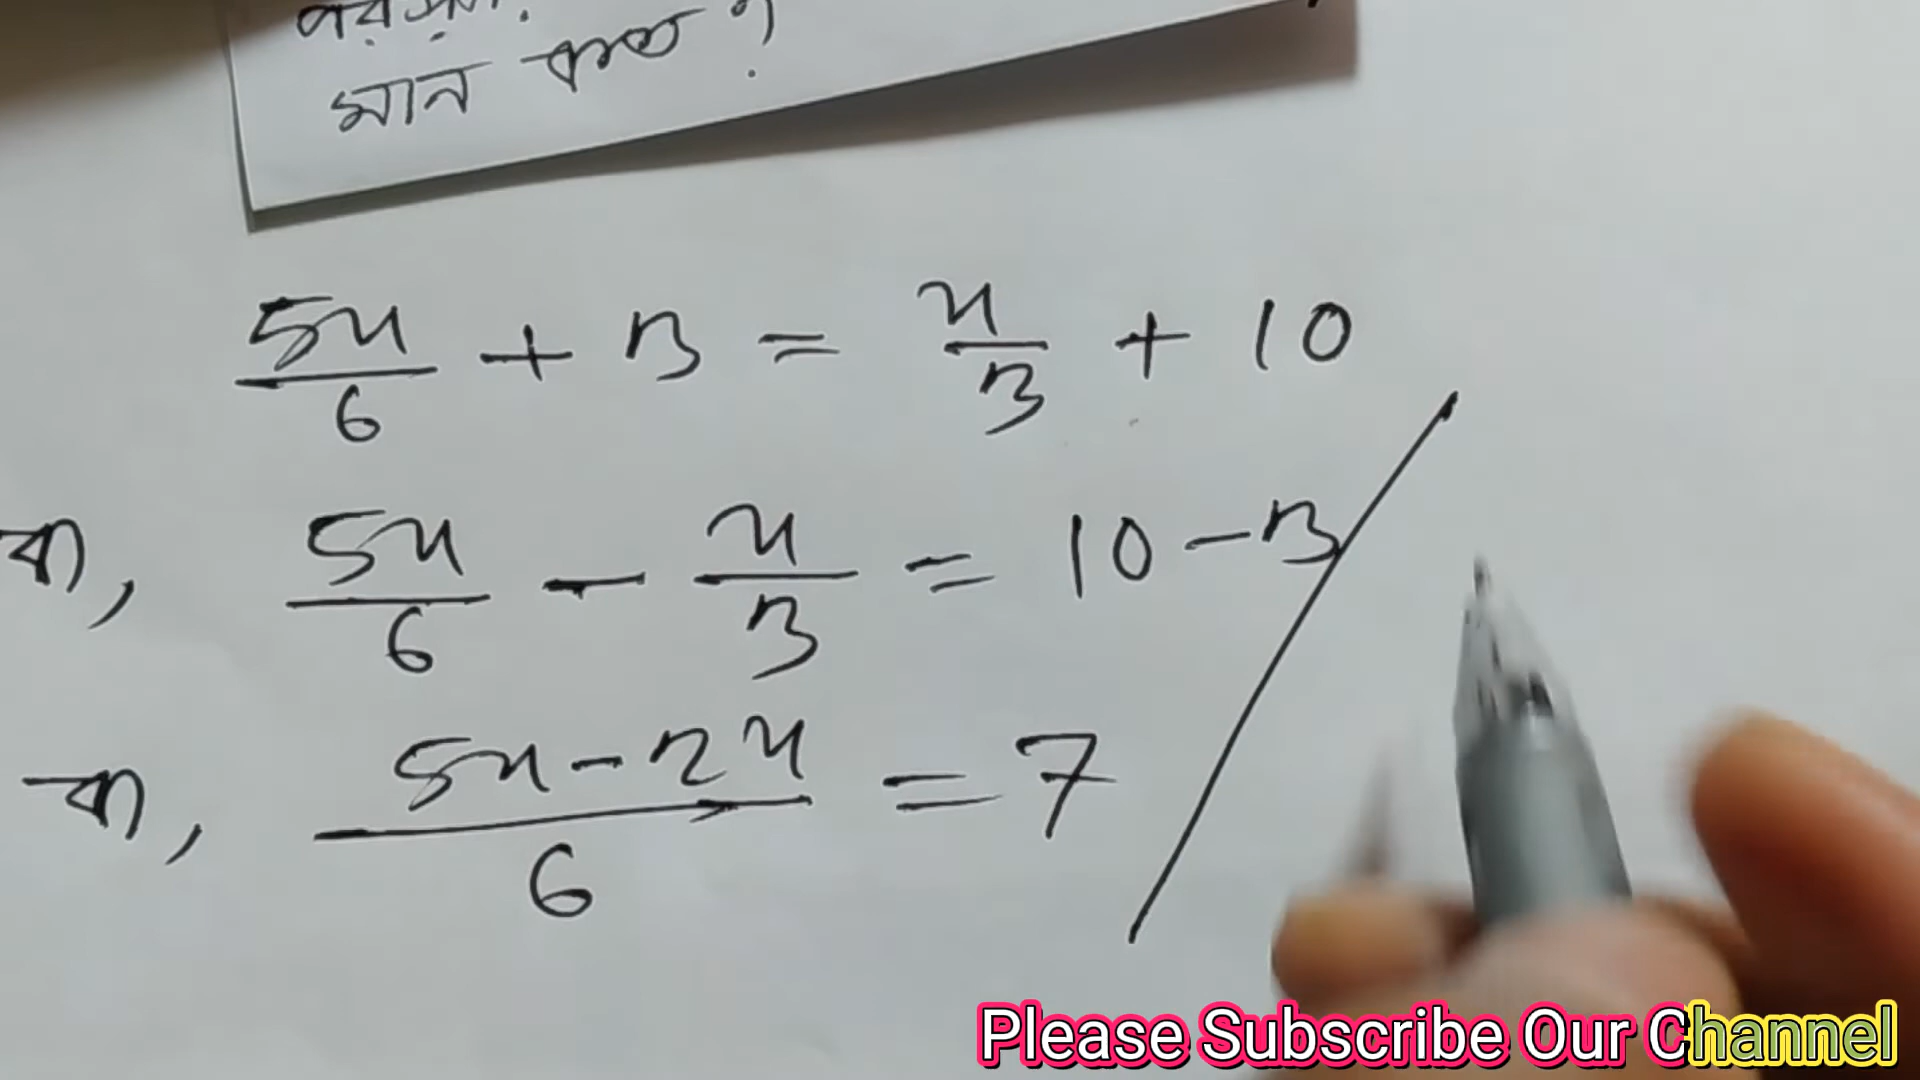 মান কত ?
5x/6 + 3 = x/3 + 10
বা, 5x/6 - x/3 = 10 - 3
বা, 5x - 2x/6 = 7
Please Subscribe Our Channel